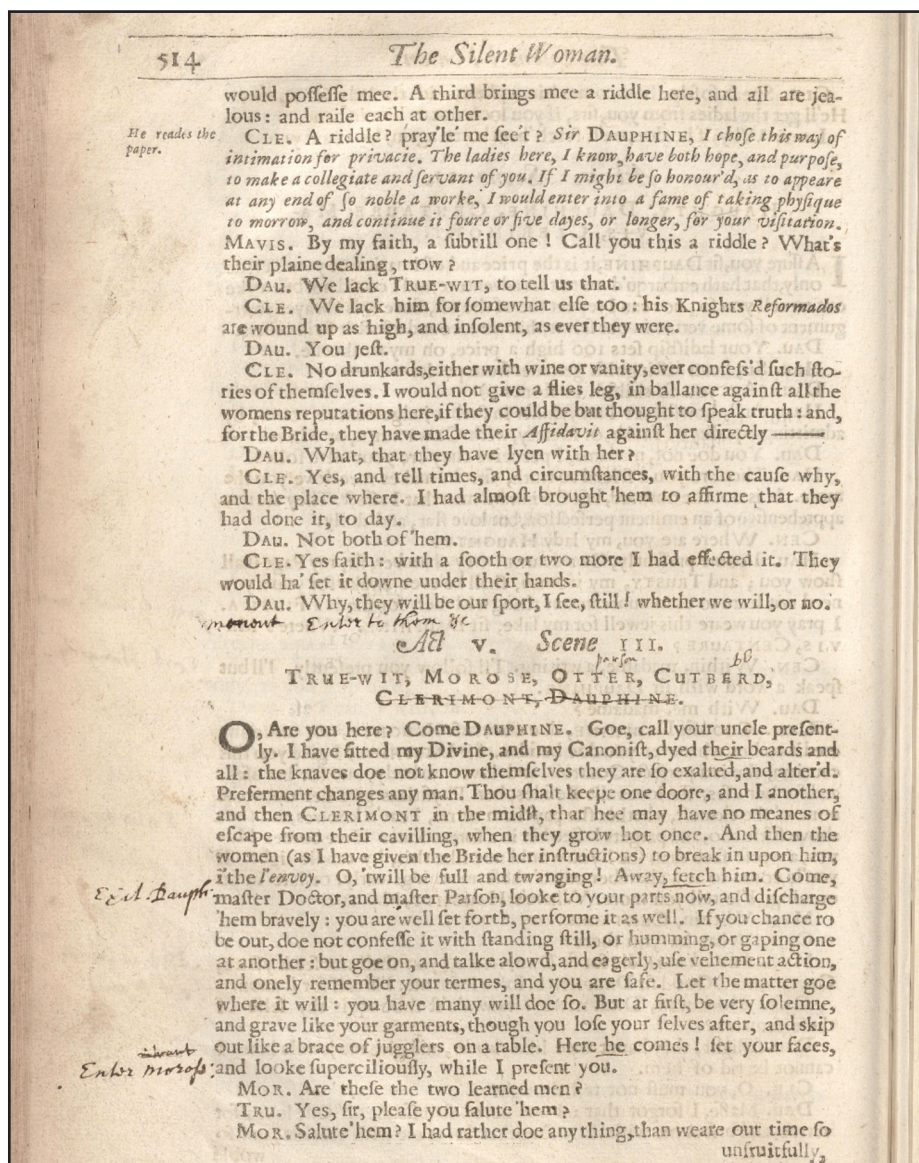 514
The Silent Woman.
would poſſeſſe mee. A third brings mee a riddle here, and all are jea-
lous: and raile each at other.
He reades the
paper.
CLE. A riddle? pray'le' me ſee't? Sir DAUPHINE, I choſe this way of
intimation for privacie. The ladies here, I know, have both hope, and purpoſe,
to make a collegiate and ſervant of you. If I might be ſo honour'd, as to appeare
at any end of ſo noble a worke, I would enter into a fame of taking phyſique
to morrow, and continue it foure or five dayes, or longer, for your viſitation.
MAVIS. By my faith, a ſubtill one! Call you this a riddle? What's
their plaine dealing, trow?
DAU. We lack TRUE-WIT, to tell us that.
CLE. We lack him for ſomewhat elſe too: his Knights Reformados
are wound up as high, and inſolent, as ever they were.
DAU. You jeſt.
CLE. No drunkards, either with wine or vanity, ever confeſs'd ſuch ſto-
ries of themſelves. I would not give a flies leg, in ballance againſt all the
womens reputations here, if they could be but thought to ſpeak truth: and,
for the Bride, they have made their Affidavit againſt her directly ——
DAU. What, that they have lyen with her?
CLE. Yes, and tell times, and circumſtances, with the cauſe why,
and the place where. I had almoſt brought 'hem to affirme that they
had done it, to day.
DAU. Not both of 'hem.
CLE. Yes faith: with a ſooth or two more I had effected it. They
would ha' ſet it downe under their hands.
DAU. Why, they will be our ſport, I ſee, ſtill! whether we will, or no.
Enter to them &c
Act V. Scene III.
parſon
TRUE-WIT, MOROSE, OTTER, CUTBERD,
CLERIMONT, DAUPHINE.
O, Are you here? Come DAUPHINE. Goe, call your uncle preſent-
ly. I have fitted my Divine, and my Canoniſt, dyed their beards and
all: the knaves doe not know themſelves they are ſo exalted, and alter'd.
Preferment changes any man. Thou ſhalt keepe one doore, and I another,
and then CLERIMONT in the midſt, that hee may have no meanes of
eſcape from their cavilling, when they grow hot once. And then the
women (as I have given the Bride her inſtructions) to break in upon him,
i'the l'envoy. O, 'twill be full and twanging! Away, fetch him. Come,
Exit. Dauph
maſter Doctor, and maſter Parſon, looke to your parts now, and diſcharge
'hem bravely: you are well ſet forth, performe it as well. If you chance to
be out, doe not confeſſe it with ſtanding ſtill, or humming, or gaping one
at another: but goe on, and talke alowd, and eagerly, uſe vehement action,
and onely remember your termes, and you are ſafe. Let the matter goe
where it will: you have many will doe ſo. But at firſt, be very ſolemne,
and grave like your garments, though you loſe your ſelves after, and skip
out like a brace of jugglers on a table. Here he comes! ſet your faces,
Enter moroſs:
and looke ſuperciliouſly, while I preſent you.
MOR. Are theſe the two learned men?
TRU. Yes, ſir, pleaſe you ſalute 'hem?
MOR. Salute 'hem? I had rather doe any thing, than weare out time ſo
unfruitfully,